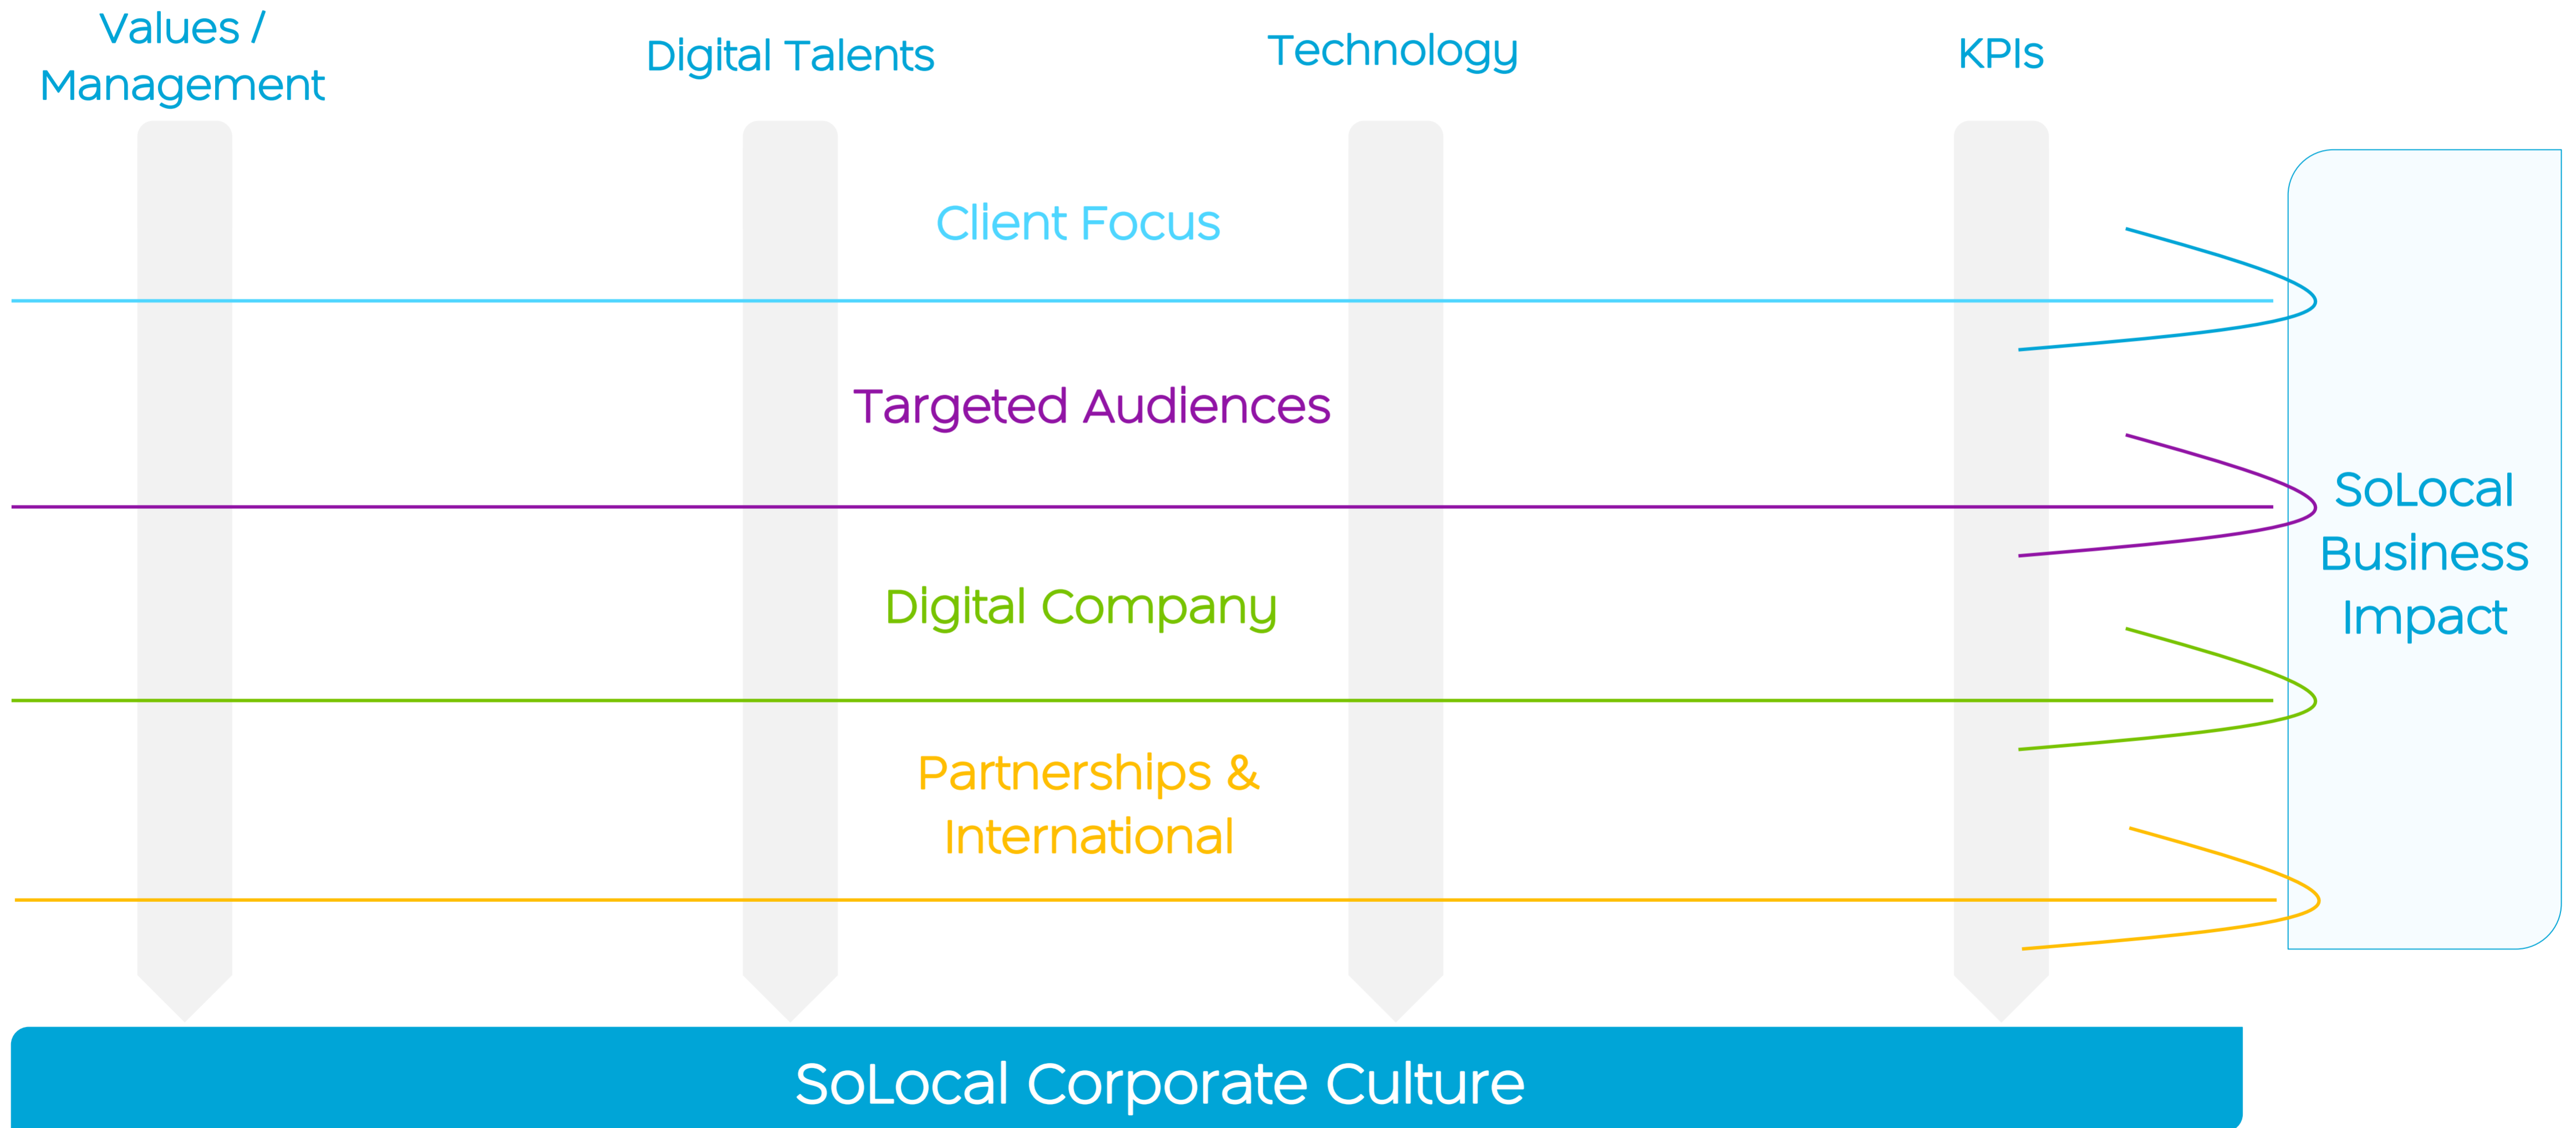 Values /
Management
Digital Talents
Technology
KPIs
Client Focus
Targeted Audiences
Digital Company
Partnerships &
International
SoLocal
Business
Impact
SoLocal Corporate Culture